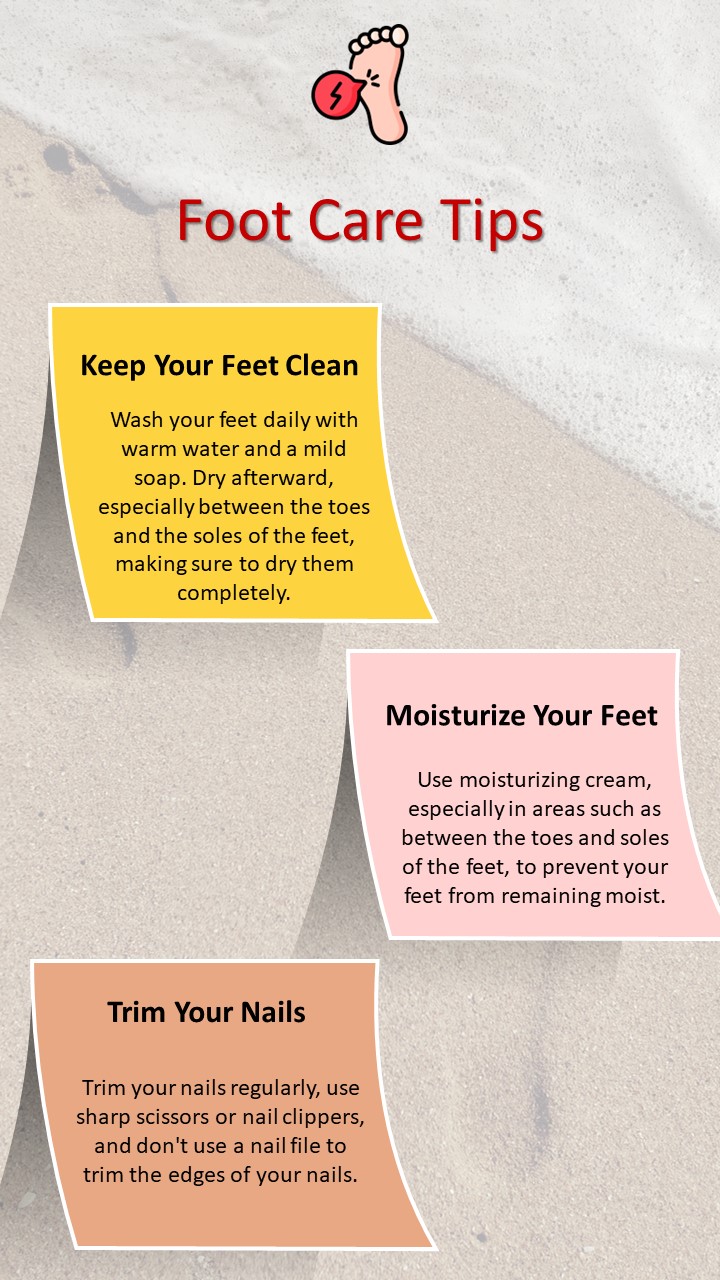 Foot Care Tips
Keep Your Feet Clean
Wash your feet daily with
warm water and a mild
soap. Dry afterward,
especially between the toes
and the soles of the feet,
making sure to dry them
completely.
Moisturize Your Feet
Use moisturizing cream,
especially in areas such as
between the toes and soles
of the feet, to prevent your
feet from remaining moist.
Trim Your Nails
Trim your nails regularly, use
sharp scissors or nail clippers,
and don't use a nail file to
trim the edges of your nails.